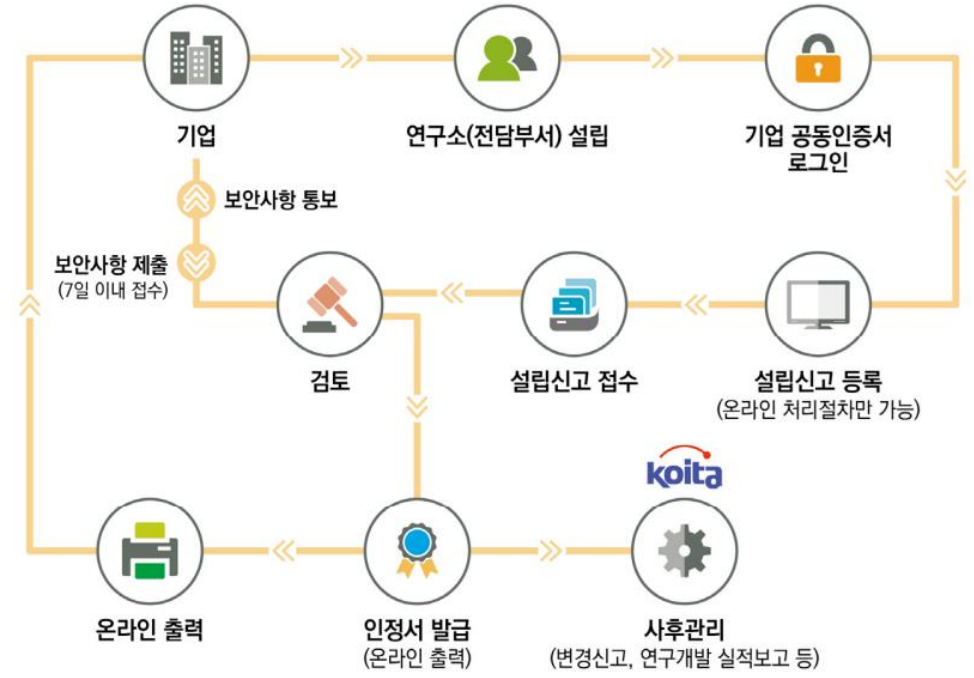 기업
연구소(전담부서) 설립
기업 공동인증서
로그인
보안사항 통보
보안사항 제출
(7일 이내 접수)
검토
설립신고 접수
설립신고 등록
(온라인 처리절차만 가능)
koita
온라인 출력
인정서 발급
(온라인 출력)
사후관리
(변경신고, 연구개발 실적보고 등)